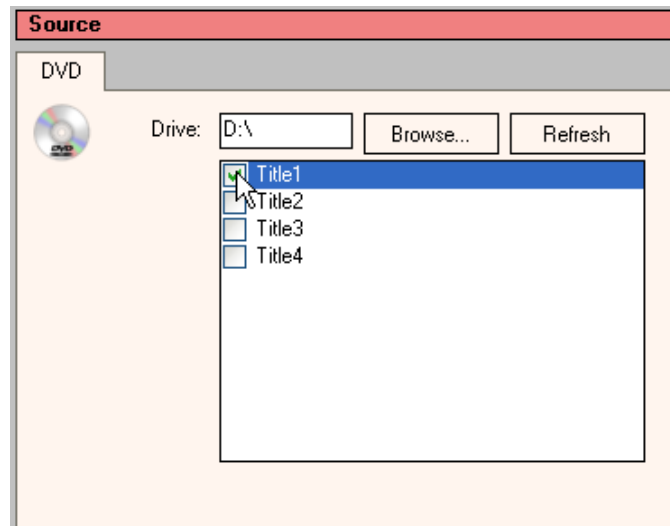 Source
DVD
Drive: D:\ Browse... Refresh
Title1
Title2
Title3
Title4
DVD